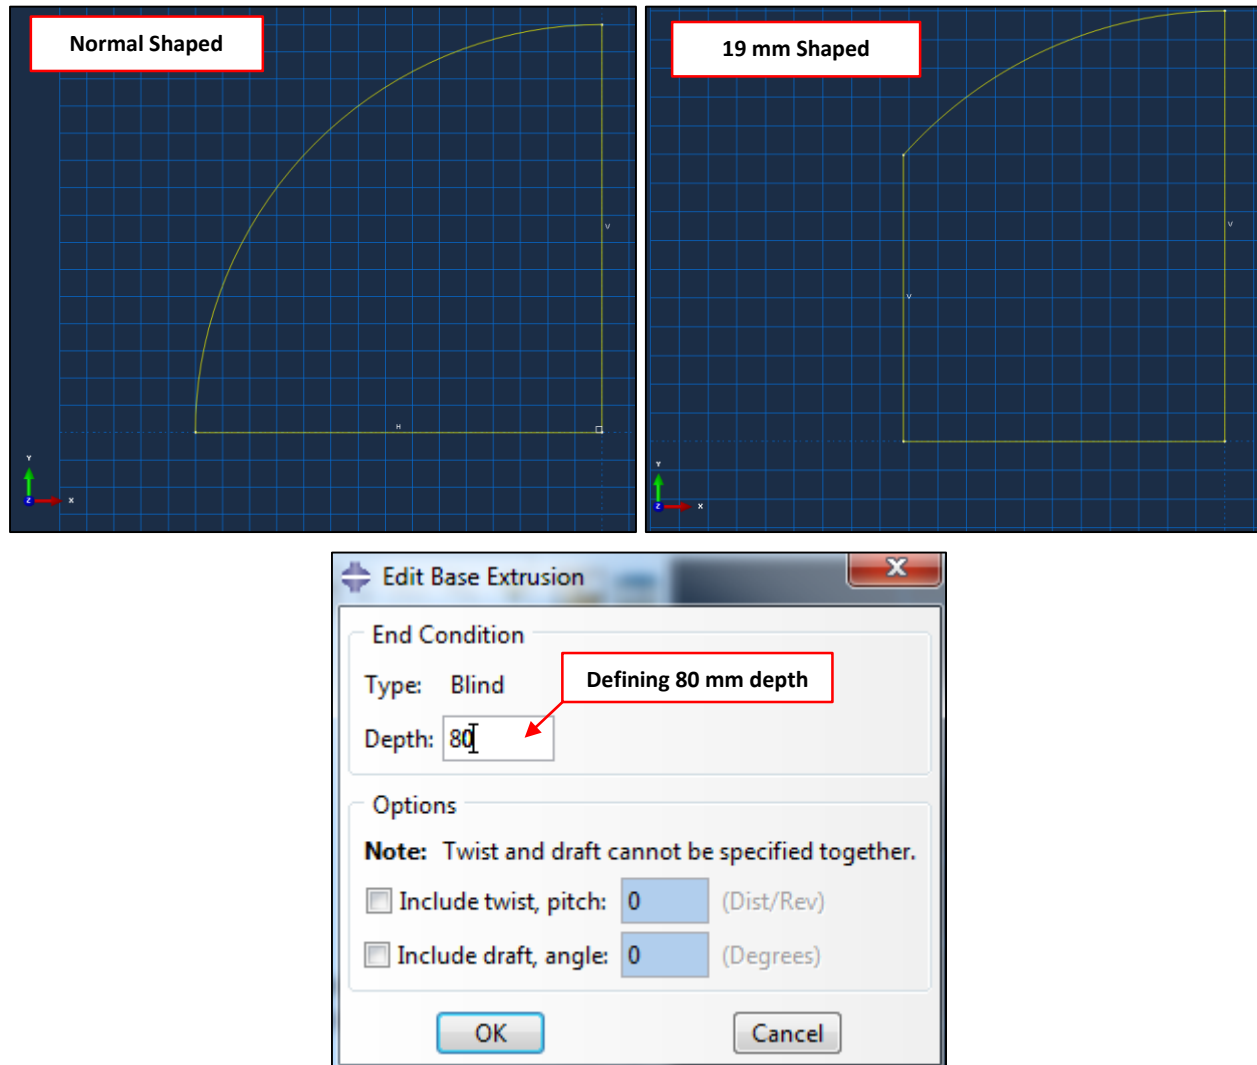 Normal Shaped
19 mm Shaped
V
H
Y
Z
X
V
V
Y
Z
X
Edit Base Extrusion
X
End Condition
Type: Blind
Defining 80 mm depth
Depth: 80
Options
Note: Twist and draft cannot be specified together.
Include twist, pitch: 0 (Dist/Rev)
Include draft, angle: 0 (Degrees)
OK Cancel